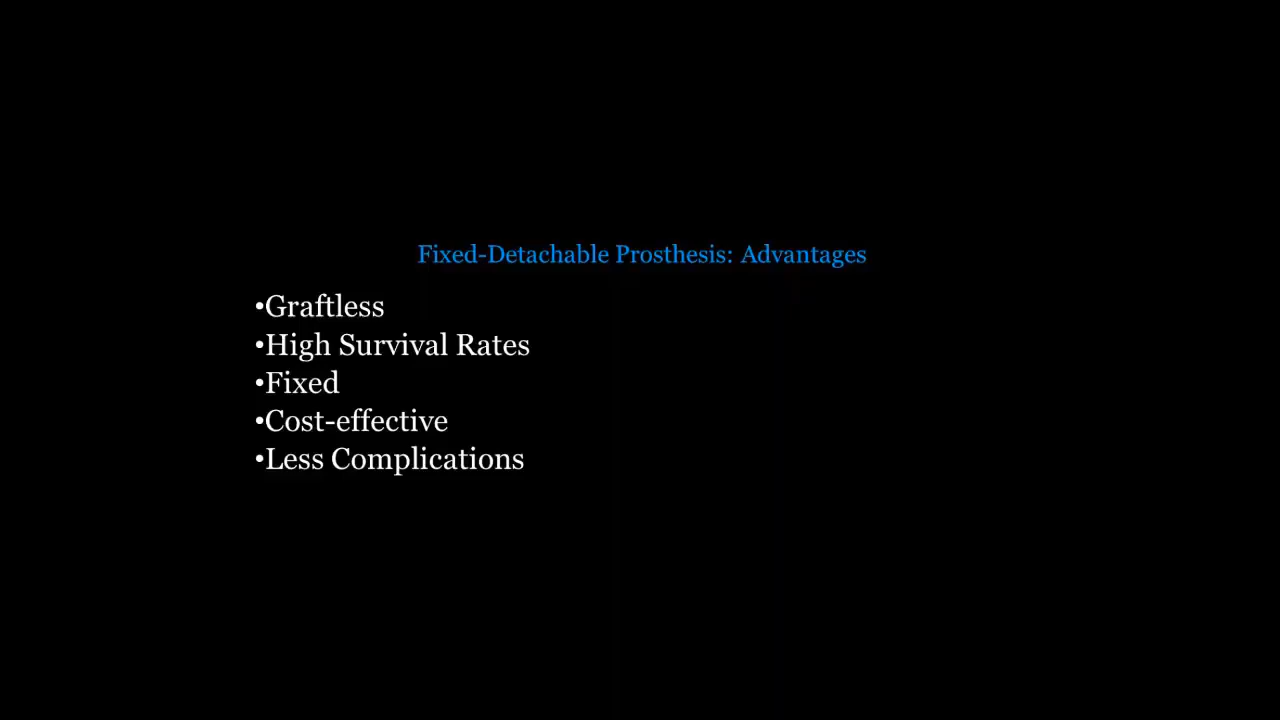 Fixed-Detachable Prosthesis: Advantages
•Graftless
•High Survival Rates
•Fixed
•Cost-effective
•Less Complications